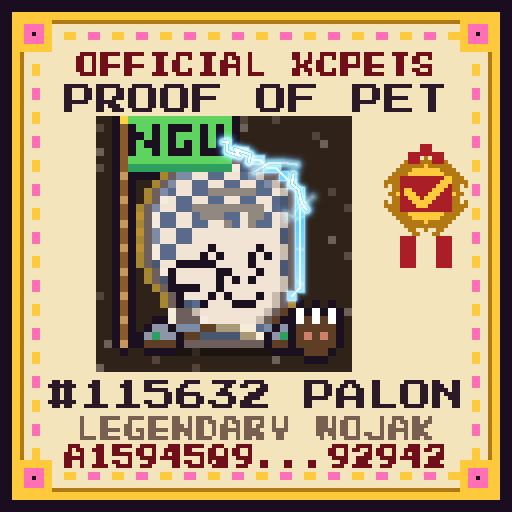 OFFICIAL XCPETS
PROOF OF PET
NGU
#115632 PALON
LEGENDARY NOJAK
A1594509...92942